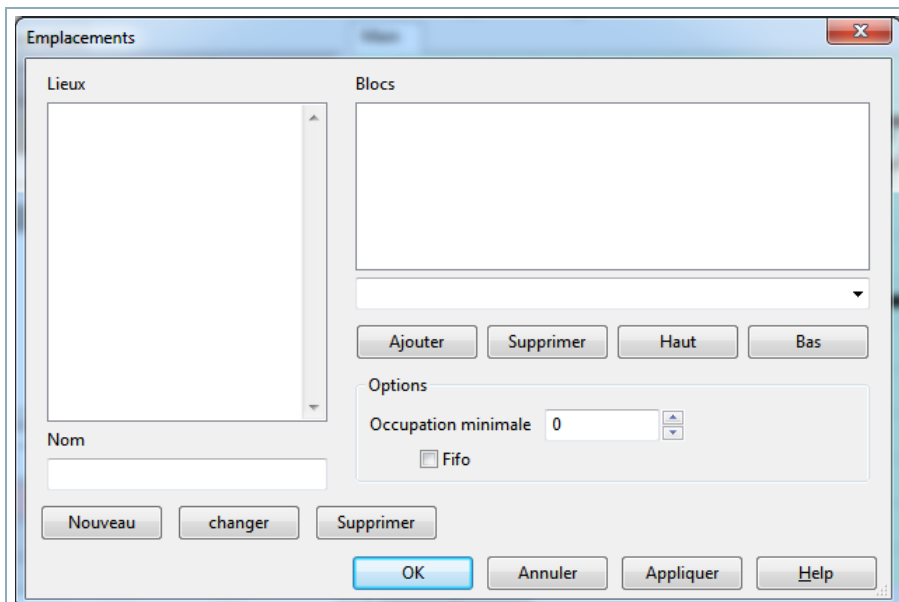 Emplacements
Lieux
Blocs
Ajouter Supprimer Haut Bas
Options
Occupation minimale 0
Fifo
Nom
Nouveau changer Supprimer
OK Annuler Appliquer Help